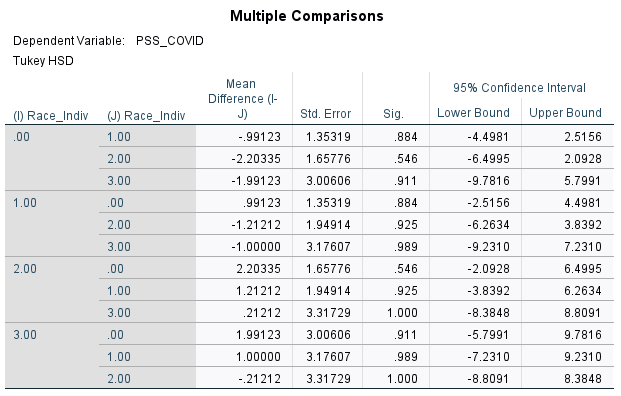 Multiple Comparisons
Dependent Variable: PSS_COVID
Tukey HSD
Mean
Difference (I-
J)
95% Confidence Interval
(I) Race_Indiv (J) Race_Indiv Std. Error Sig. Lower Bound Upper Bound
.00 1.00 -.99123 1.35319 .884 -4.4981 2.5156
2.00 -2.20335 1.65776 .546 -6.4995 2.0928
3.00 -1.99123 3.00606 .911 -9.7816 5.7991
1.00 .00 .99123 1.35319 .884 -2.5156 4.4981
2.00 -1.21212 1.94914 .925 -6.2634 3.8392
3.00 -1.00000 3.17607 .989 -9.2310 7.2310
2.00 .00 2.20335 1.65776 .546 -2.0928 6.4995
1.00 1.21212 1.94914 .925 -3.8392 6.2634
3.00 .21212 3.31729 1.000 -8.3848 8.8091
3.00 .00 1.99123 3.00606 .911 -5.7991 9.7816
1.00 1.00000 3.17607 .989 -7.2310 9.2310
2.00 -.21212 3.31729 1.000 -8.8091 8.3848